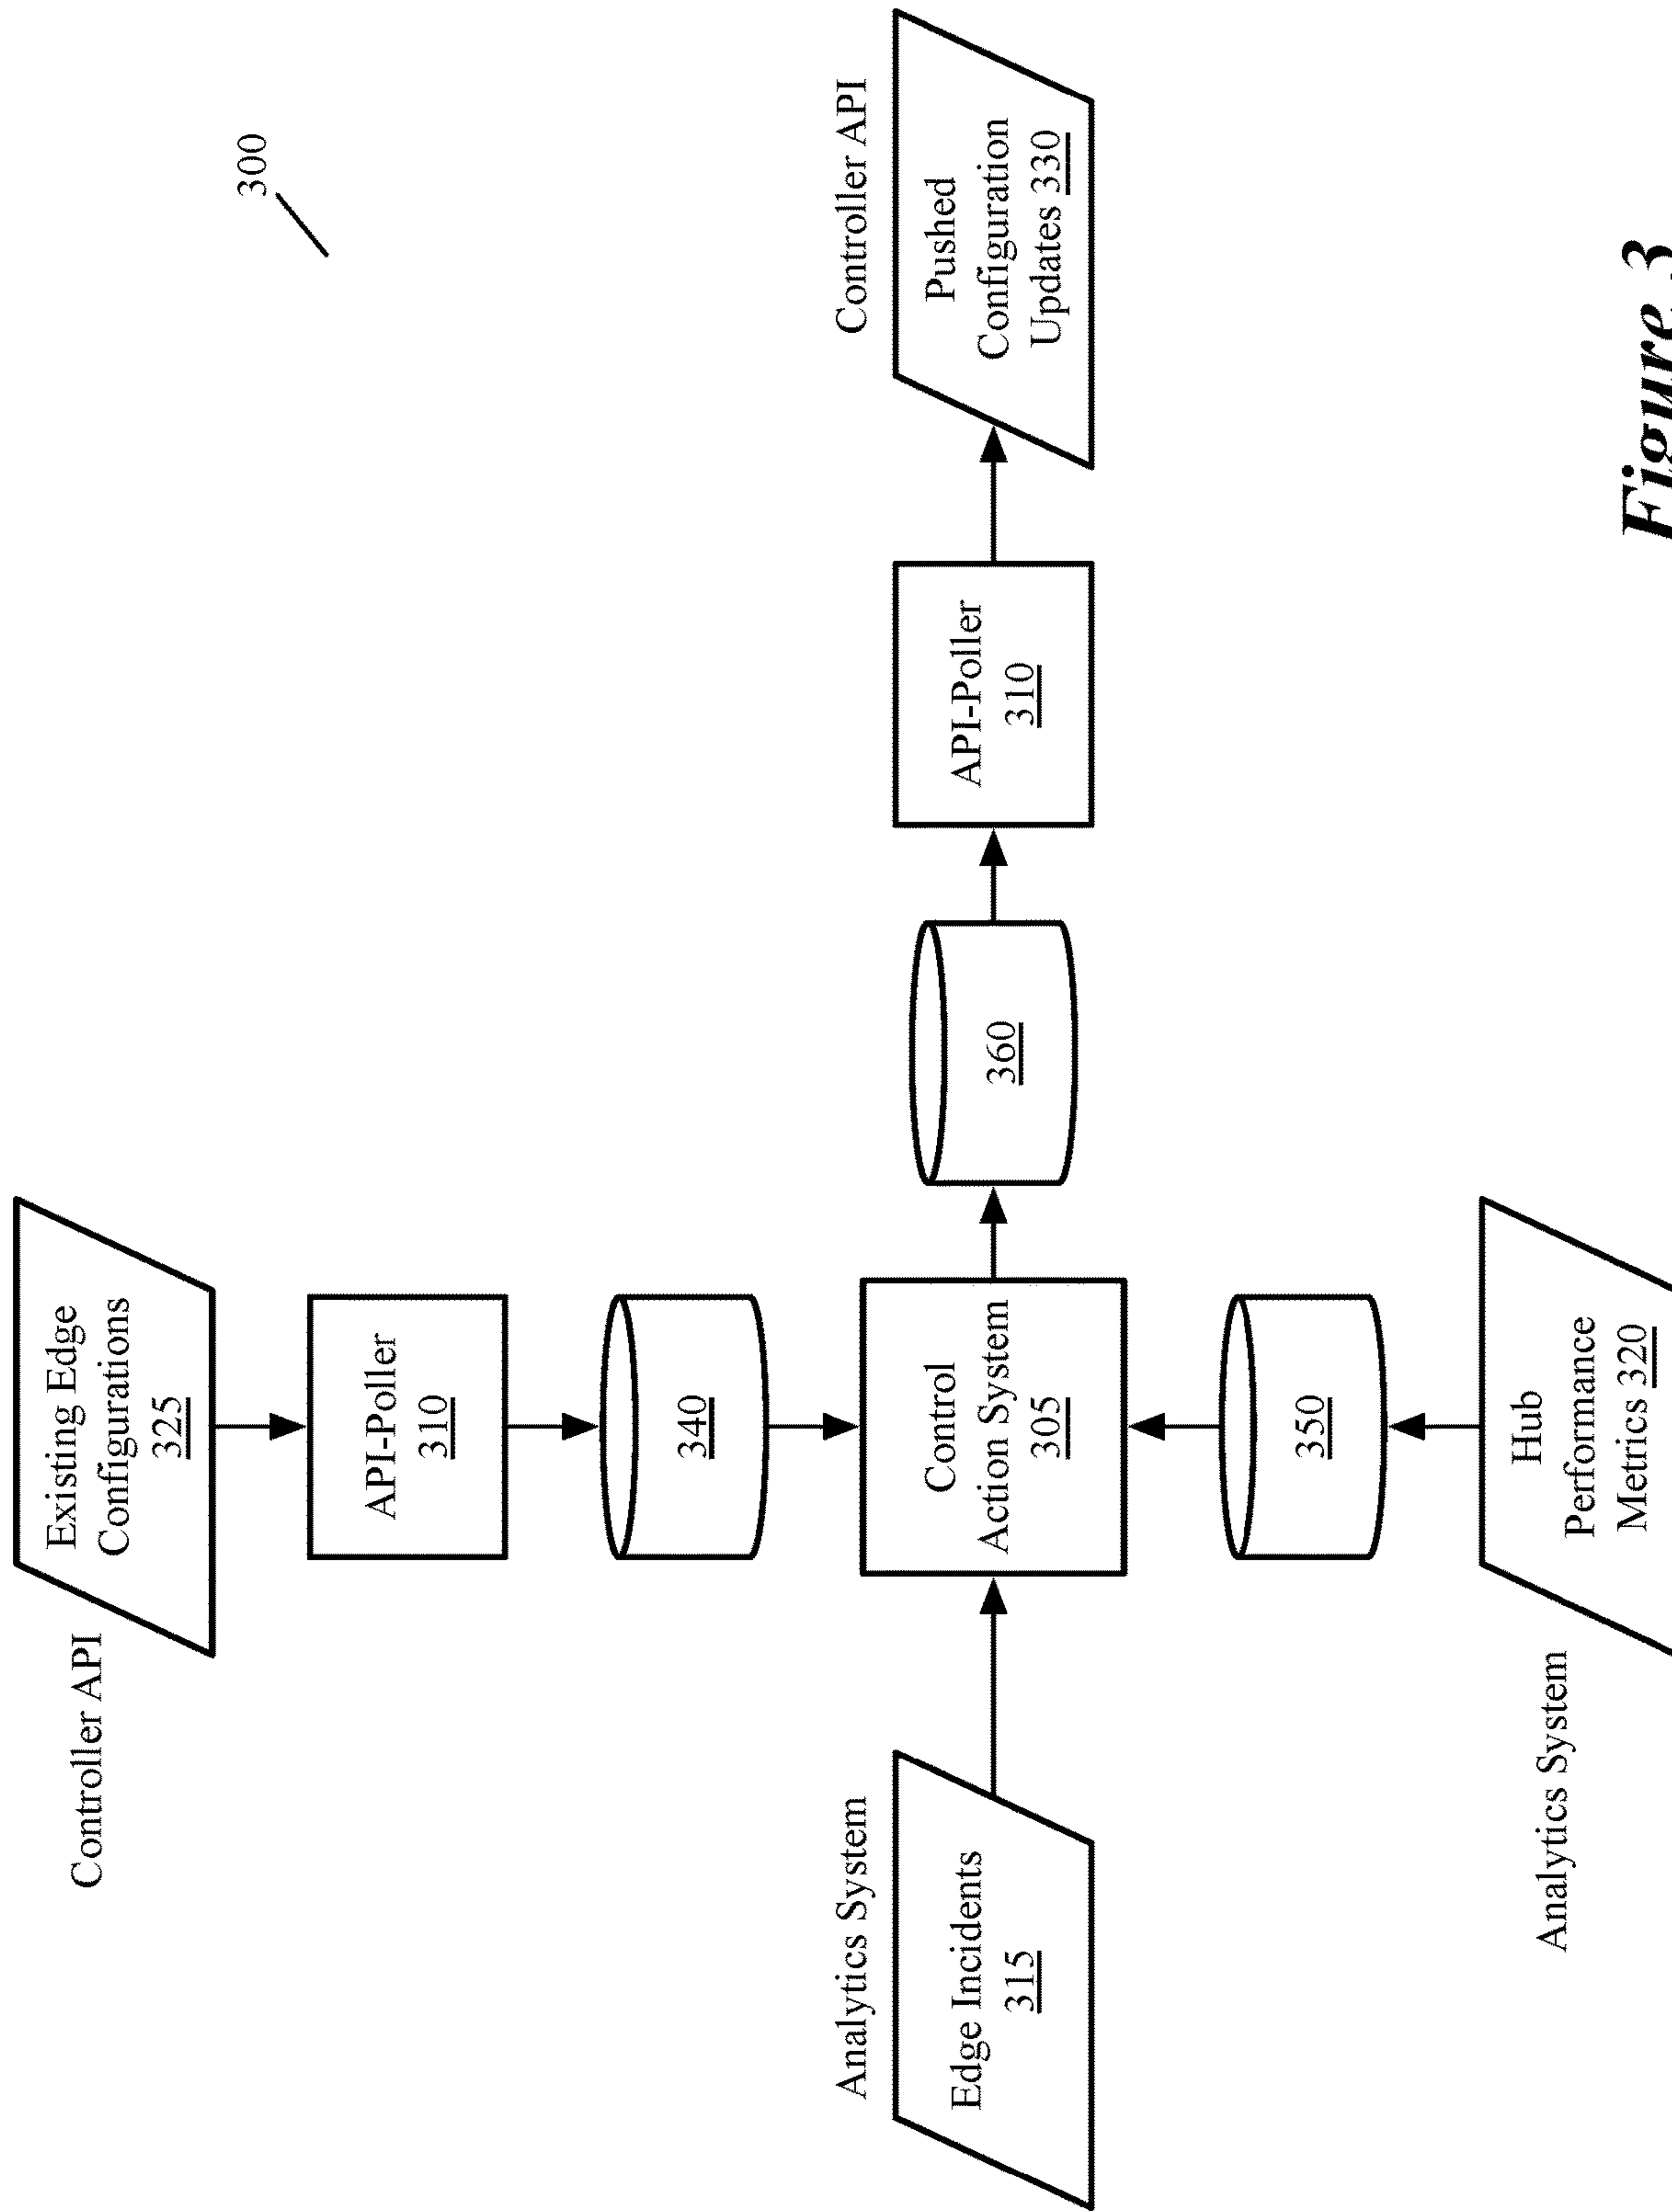 300
Controller API
Existing Edge
Configurations
325
API-Poller
310
340
Analytics System
Edge Incidents
315
Control
Action System
305
360
API-Poller
310
Controller API
Pushed
Configuration
Updates 330
350
Analytics System
Hub
Performance
Metrics 320
Figure 3